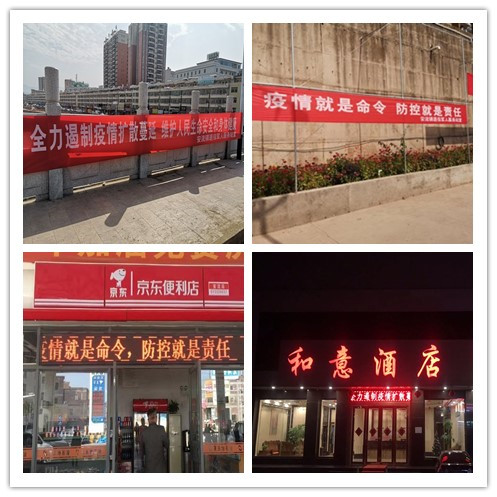 全力遏制疫情扩散蔓延 维护人民生命安全和身体健康
疫情就是命令 防控就是责任
京东
京东便利店
疫情就是命令，防控就是责任
和意酒店
全力遏制疫情扩散蔓